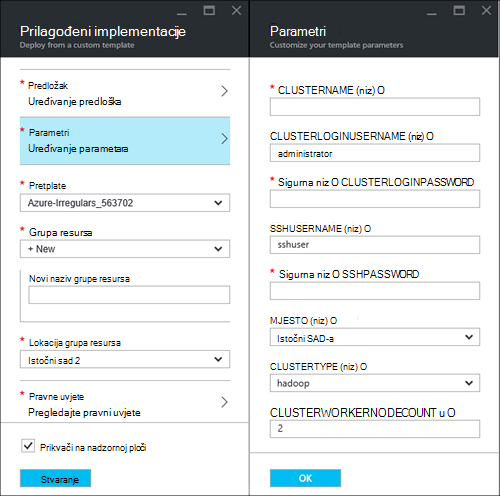 Prilagođeni implementacije
Deploy from a custom template
* Predložak
Uređivanje predloška
* Parametri
Uređivanje parametara
* Pretplate
Azure-Irregulars_563702
* Grupa resursa
+ New
Novi naziv grupe resursa
* Lokacija grupa resursa
Istočni sad 2
* Pravne uvjete
Pregledajte pravni uvjete
Prikvači na nadzornoj ploči
Stvaranje
Parametri
Customize your template parameters
* CLUSTERNAME (niz) O
CLUSTERLOGINUSERNAME (niz) O
administrator
* Sigurna niz O CLUSTERLOGINPASSWORD
SSHUSERNAME (niz) O
sshuser
* Sigurna niz O SSHPASSWORD
MJESTO (niz) O
Istočni SAD-a
CLUSTERTYPE (niz) O
hadoop
CLUSTERWORKERNODECOUNT u O
2
OK